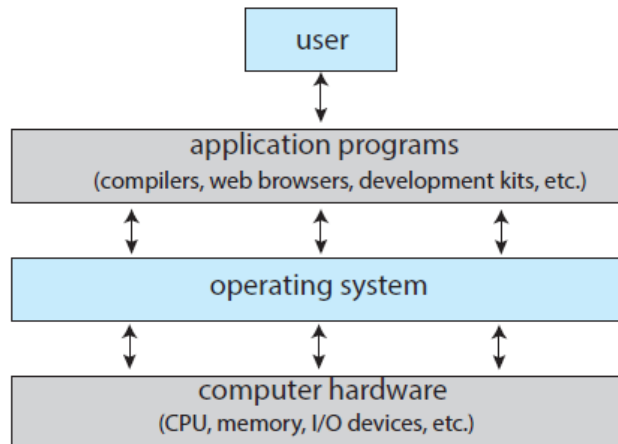 user
application programs
(compilers, web browsers, development kits, etc.)
operating system
computer hardware
(CPU, memory, I/O devices, etc.)